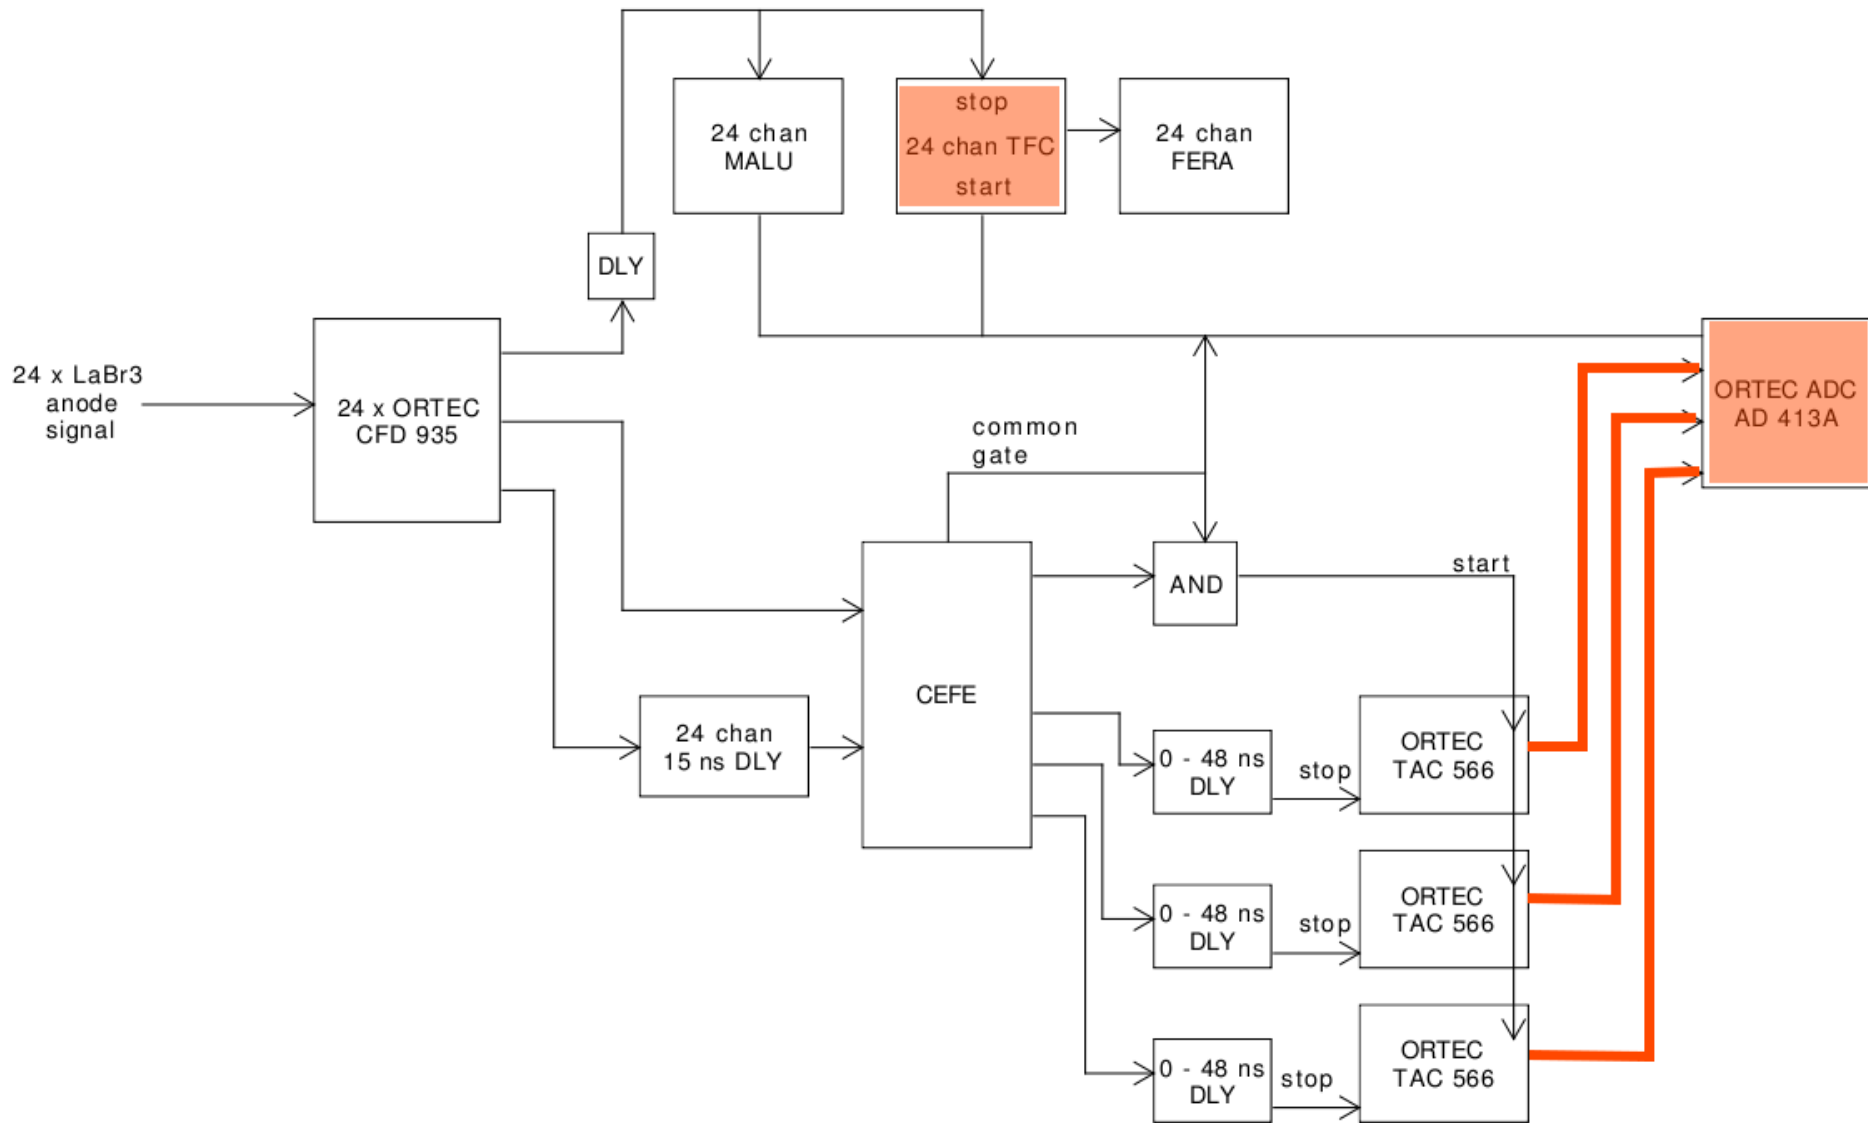 stop
24 chan
MALU
24 chan TFC
24 chan
FERA
start
DLY
24 x LaBr3
anode
signal
24 x ORTEC
CFD 935
ORTEC ADC
AD 413A
common
gate
start
AND
CEFE
24 chan
15 ns DLY
0 - 48 ns
DLY
stop
ORTEC
TAC 566
0 - 48 ns
DLY
stop
ORTEC
TAC 566
0 - 48 ns
DLY
stop
ORTEC
TAC 566